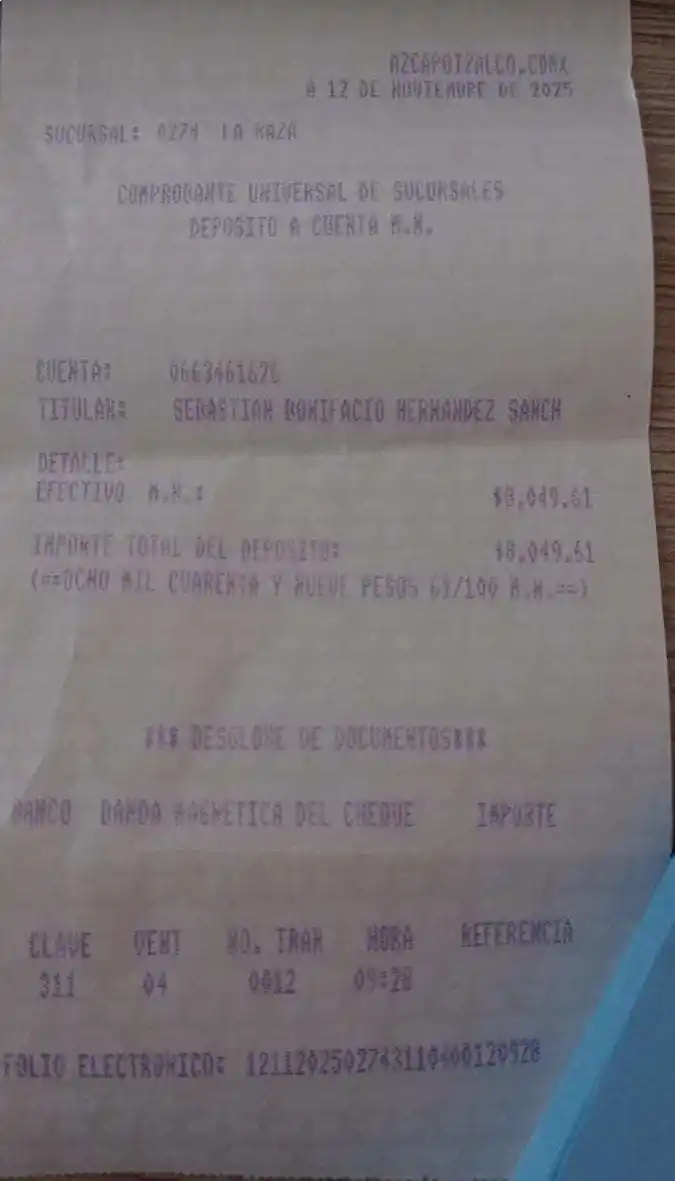 AZCAPOTZALCO,CDMX
A 12 DE NOVIEMBRE DE 2025
SUCURSAL: 0274 LA RAZA
COMPROBANTE UNIVERSAL DE SUCURSALES
DEPOSITO A CUENTA M.N.
CUENTA:
TITULAR: SEBASTIAN BONIFACIO HERNANDEZ SANCH
DETALLE:
EFECTIVO M.N.: $8,049.61
IMPORTE TOTAL DEL DEPOSITO: $8,049.61
(==OCHO MIL CUARENTA Y NUEVE PESOS 61/100 M.N.==)
*** DESGLOSE DE DOCUMENTOS***
BANCO BANDA MAGNETICA DEL CHEQUE IMPORTE
CLAVE VENT NO. TRAN HORA REFERENCIA
311 04 0012 09:28
FOLIO ELECTRONICO: 1211202502743110400120928